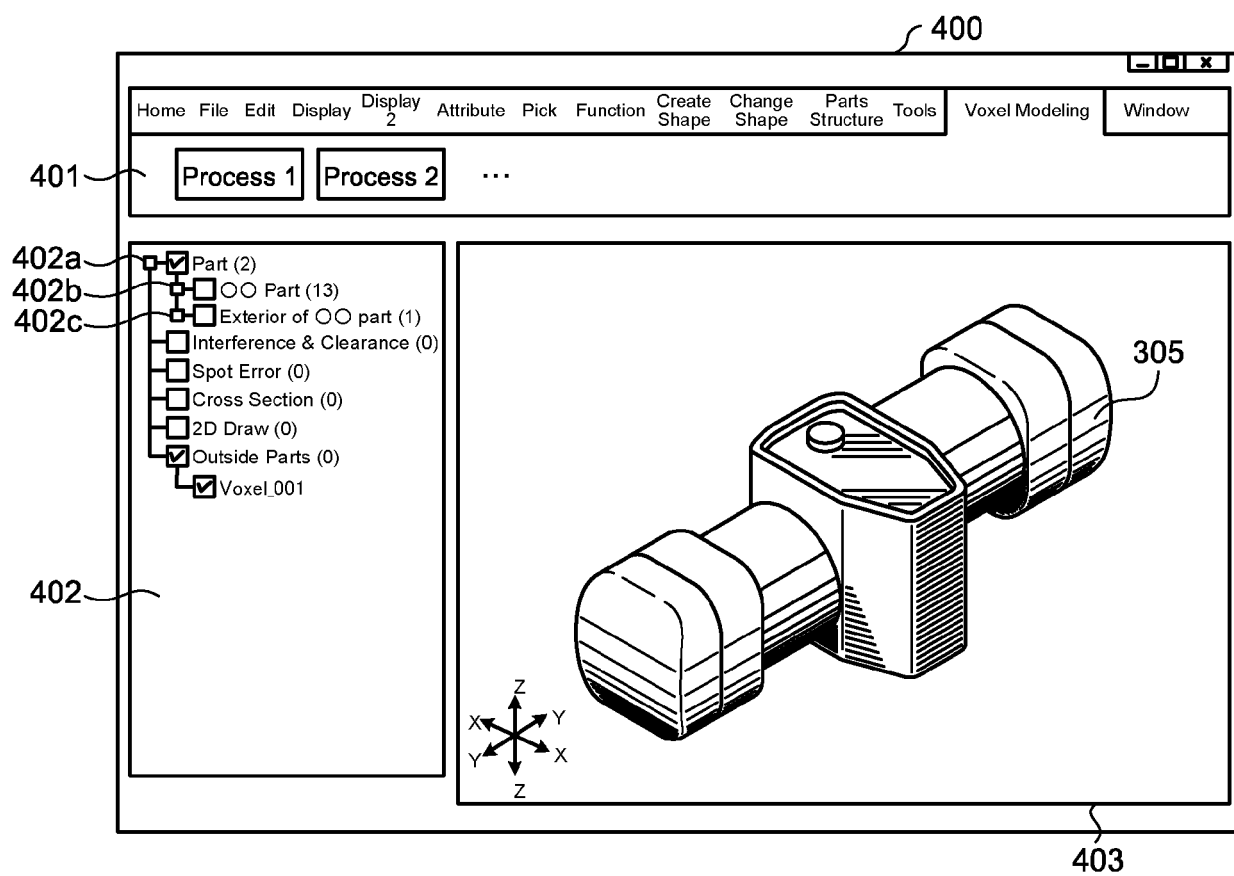 400
Home File Edit Display Display 2 Attribute Pick Function Create Shape Change Shape Parts Structure Tools Voxel Modeling Window
401
Process 1 Process 2 ...
402a
Part (2)
402b
○○ Part (13)
402c
Exterior of ○○ part (1)
Interference & Clearance (0)
Spot Error (0)
Cross Section (0)
2D Draw (0)
Outside Parts (0)
Voxel_001
402
305
Z
X Y
Y X
Z
403